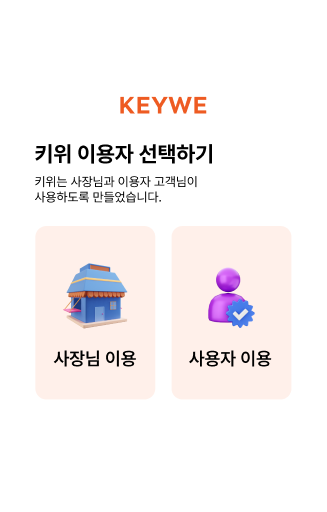 KEYWE
키위 이용자 선택하기
키위는 사장님과 이용자 고객님이
사용하도록 만들었습니다.
사장님 이용
사용자 이용